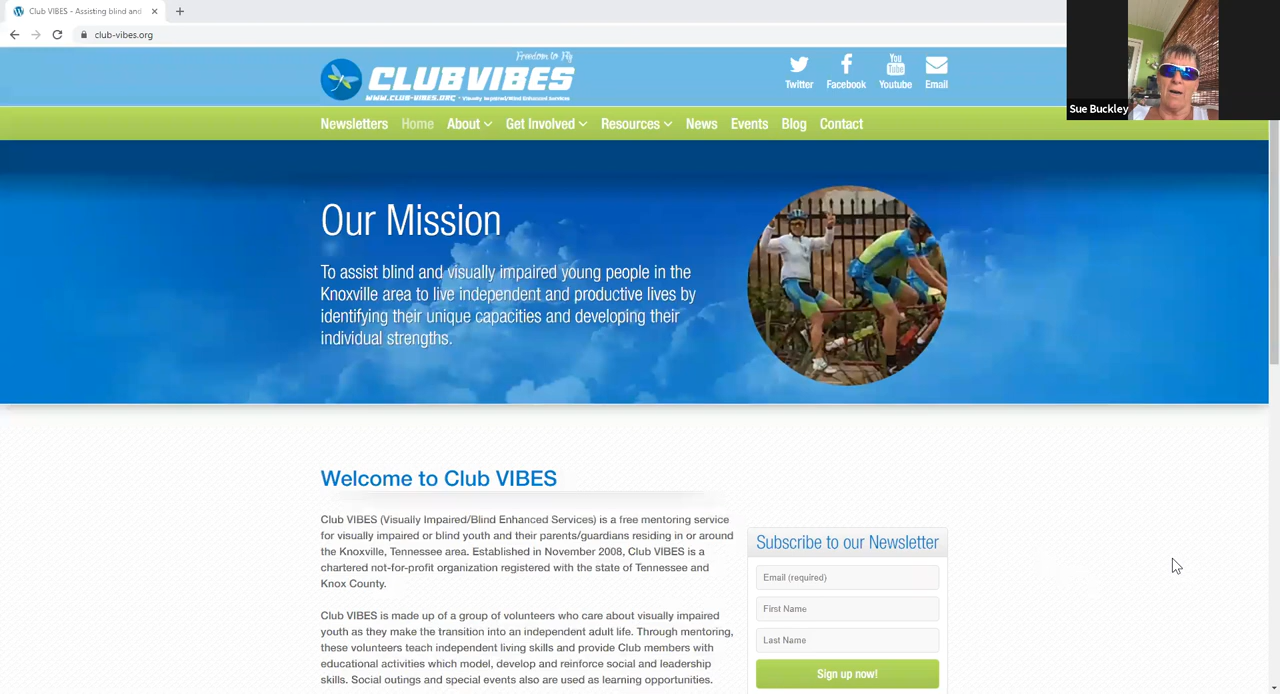 Club VIBES - Assisting blind and
club-vibes.org
Sue Buckley
Freedom to Fly
CLUBVIBES
WWW.CLUB-VIBES.ORG • Visually Impaired/Blind Enhanced Services
Twitter Facebook Youtube Email
Newsletters Home About Get Involved Resources News Events Blog Contact
Our Mission
To assist blind and visually impaired young people in the
Knoxville area to live independent and productive lives by
identifying their unique capacities and developing their
individual strengths.
Welcome to Club VIBES
Club VIBES (Visually Impaired/Blind Enhanced Services) is a free mentoring service
for visually impaired or blind youth and their parents/guardians residing in or around
the Knoxville, Tennessee area. Established in November 2008, Club VIBES is a
chartered not-for-profit organization registered with the state of Tennessee and
Knox County.
Club VIBES is made up of a group of volunteers who care about visually impaired
youth as they make the transition into an independent adult life. Through mentoring,
these volunteers teach independent living skills and provide Club members with
educational activities which model, develop and reinforce social and leadership
skills. Social outings and special events also are used as learning opportunities.
Subscribe to our Newsletter
Email (required)
First Name
Last Name
Sign up now!